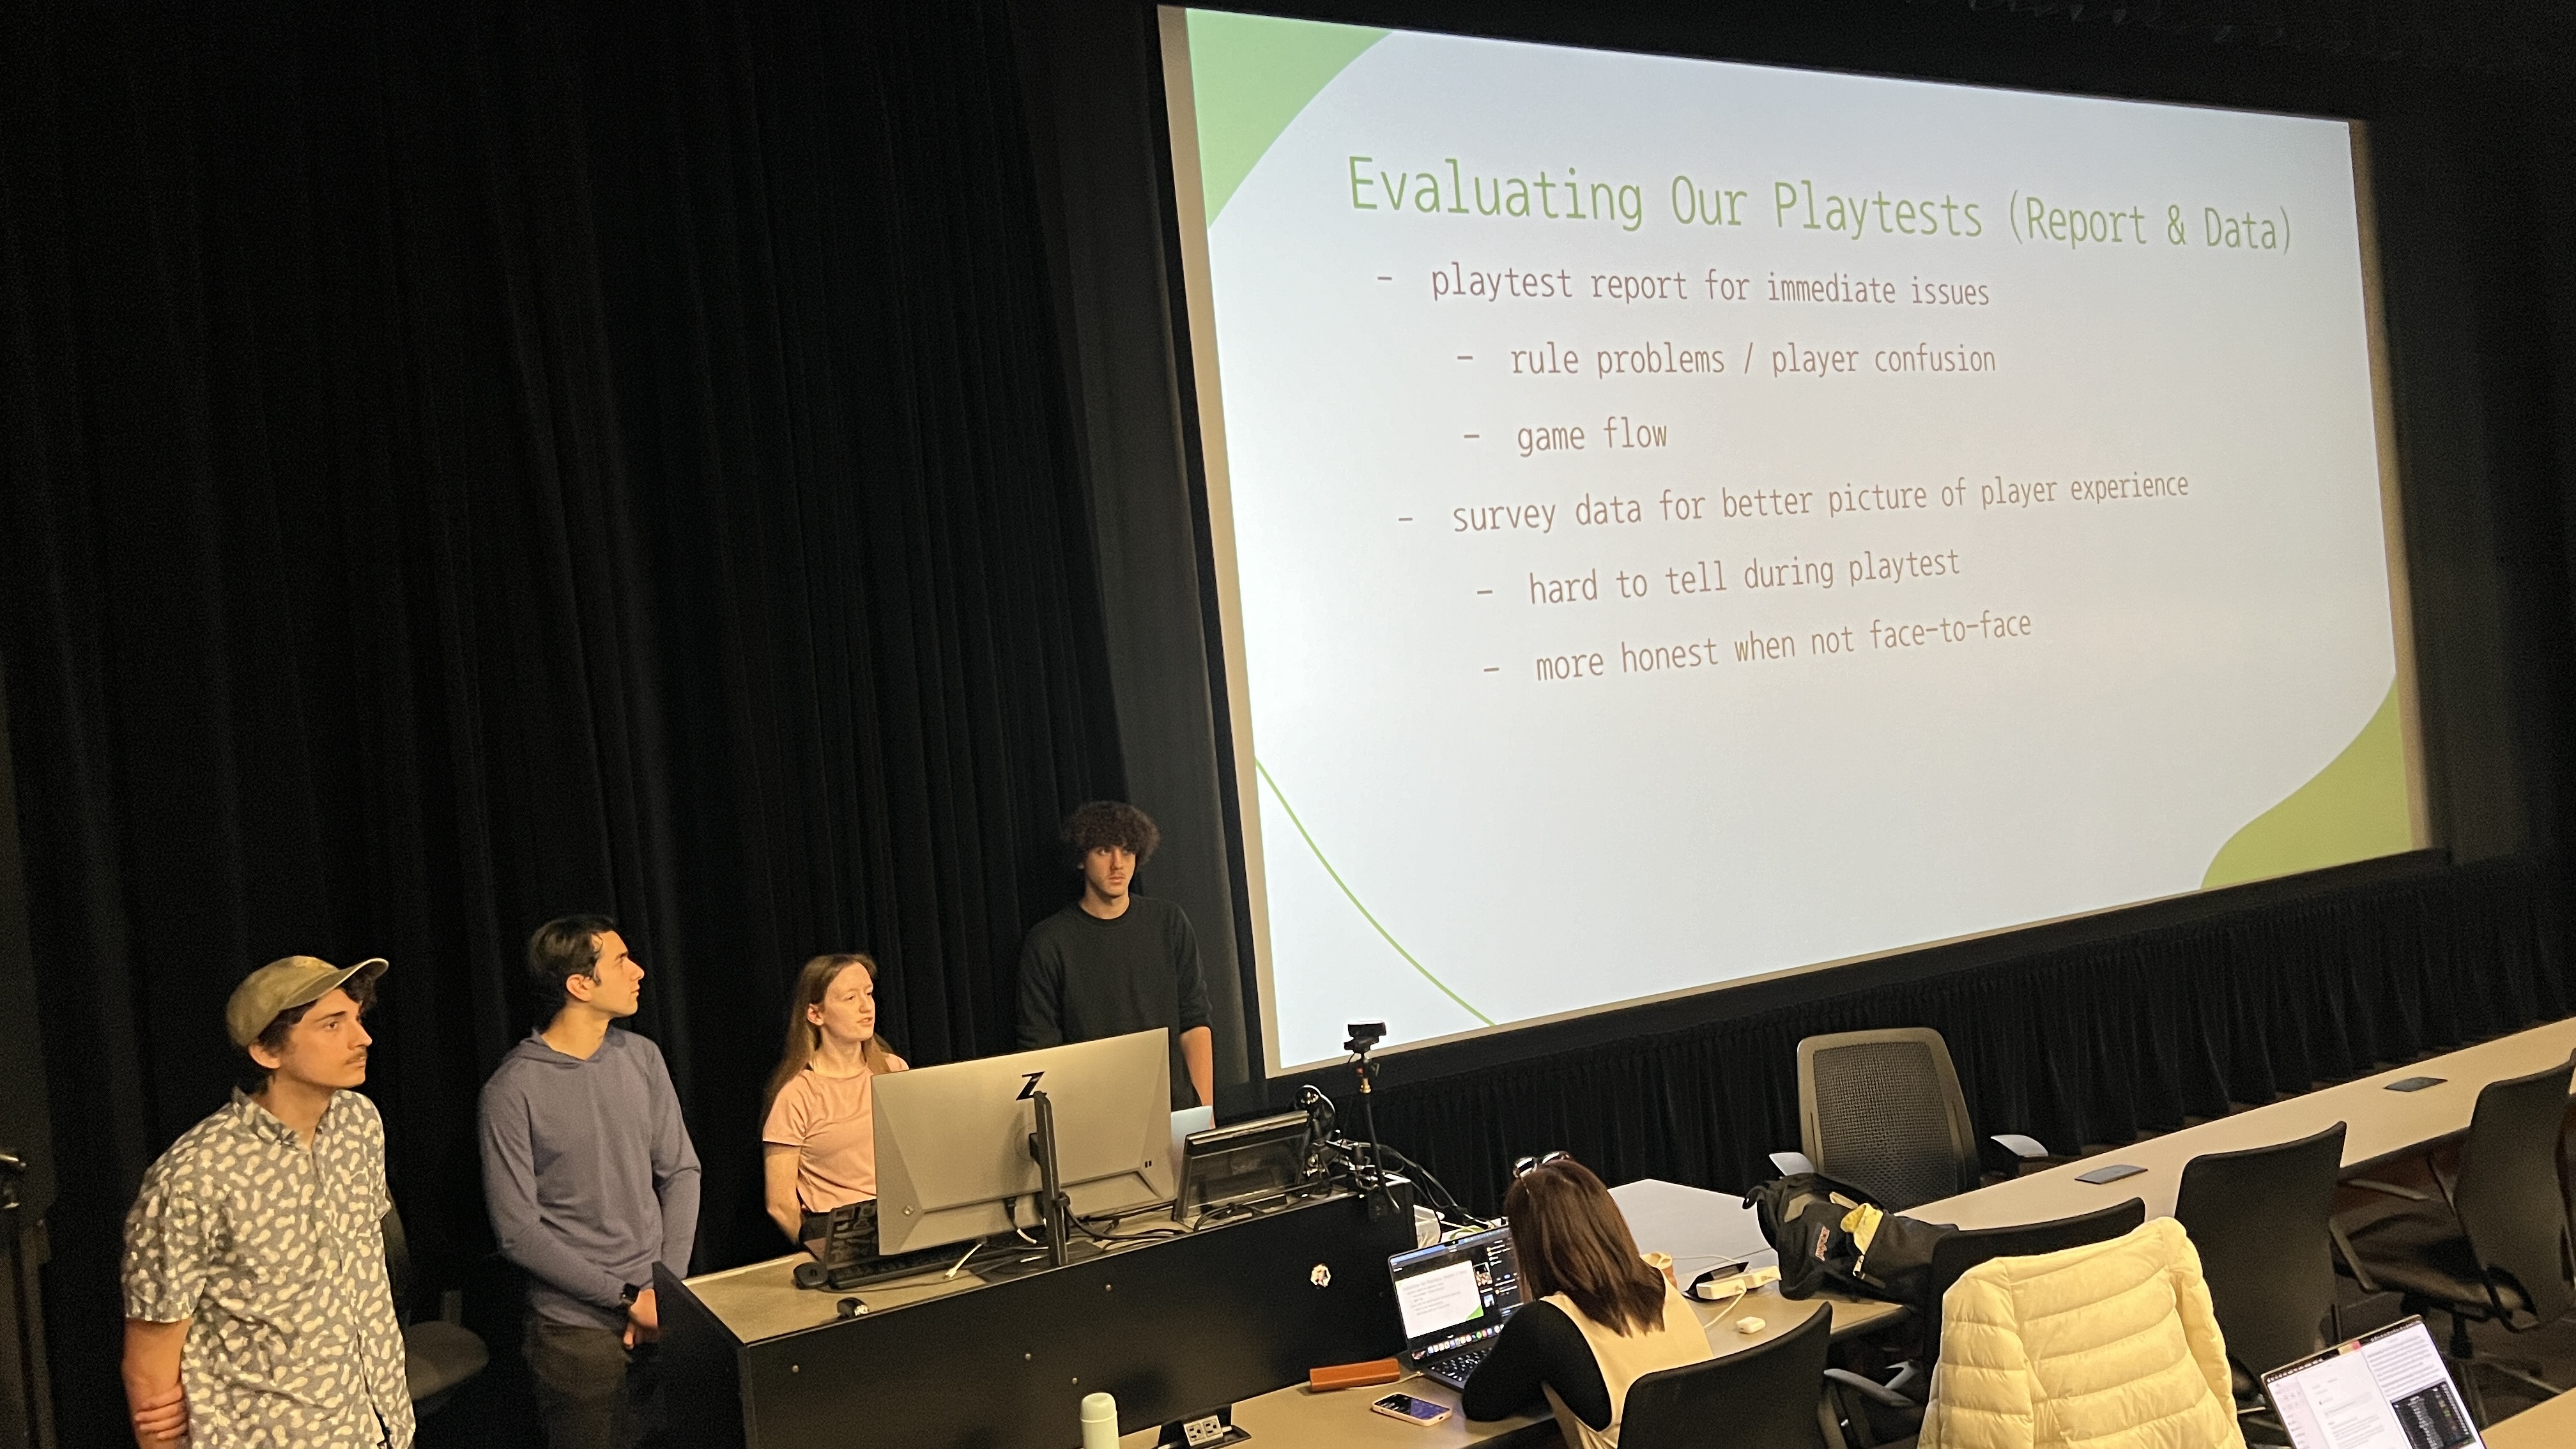 Evaluating Our Playtests (Report & Data)
- playtest report for immediate issues
- rule problems / player confusion
- game flow
- survey data for better picture of player experience
- hard to tell during playtest
- more honest when not face-to-face